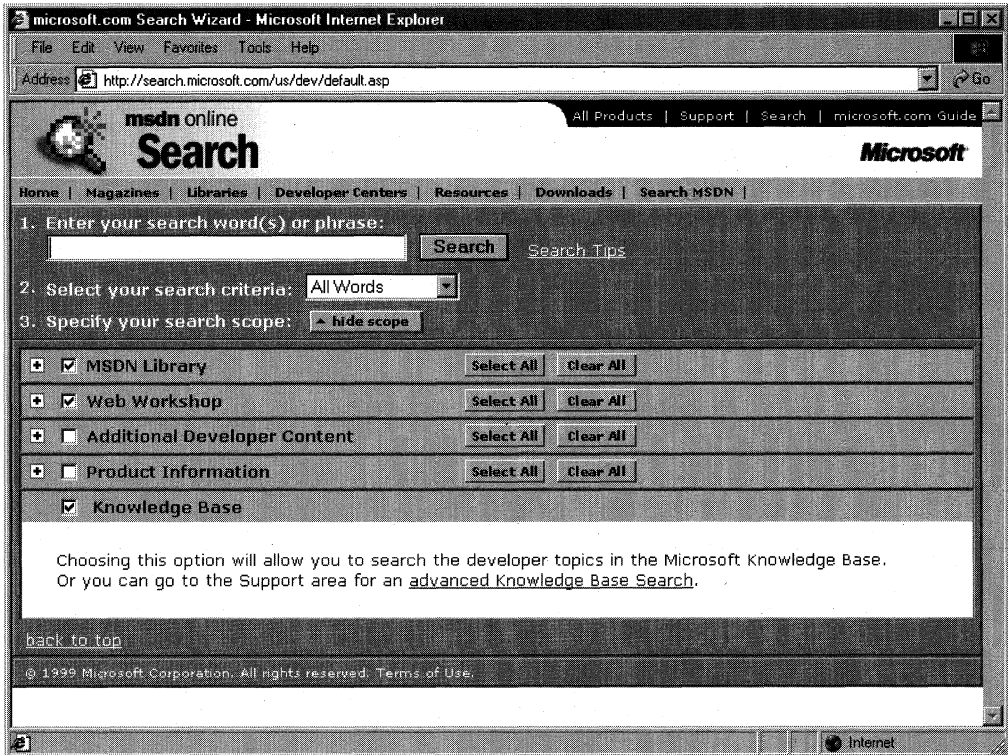 microsoft.com Search Wizard - Microsoft Internet Explorer
File Edit View Favorites Tools Help
Address http://search.microsoft.com/us/dev/default.asp Go
All Products | Support | Search | microsoft.com Guide
msdn online
Search
Microsoft
Home | Magazines | Libraries | Developer Centers | Resources | Downloads | Search MSDN |
1. Enter your search word(s) or phrase:
Search Search Tips
2. Select your search criteria: All Words
3. Specify your search scope: hide scope
MSDN Library Select All Clear All
Web Workshop Select All Clear All
Additional Developer Content Select All Clear All
Product Information Select All Clear All
Knowledge Base
Choosing this option will allow you to search the developer topics in the Microsoft Knowledge Base.
Or you can go to the Support area for an advanced Knowledge Base Search.
back to top
© 1999 Microsoft Corporation. All rights reserved. Terms of Use.
Internet